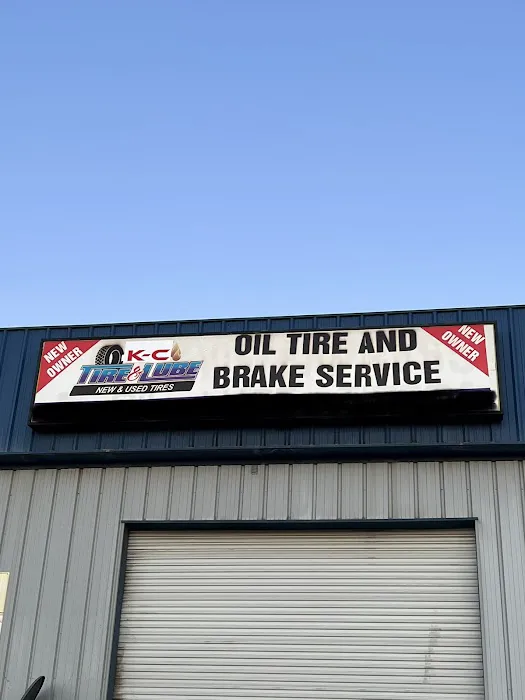 NEW
OWNER
K-C
TIRE & LUBE
NEW & USED TIRES
OIL TIRE AND
BRAKE SERVICE
NEW
OWNER